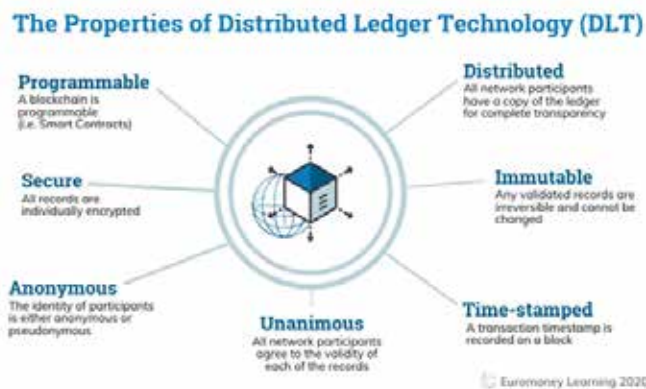 The Properties of Distributed Ledger Technology (DLT)
Programmable
A blockchain is
programmable
(i.e. Smart Contracts)
Secure
All records are
individually encrypted
Anonymous
The identity of participants
is either anonymous or
pseudonymous
Unanimous
All network participants
agree to the validity of
each of the records
Distributed
All network participants
have a copy of the ledger
for complete transparency
Immutable
Any validated records are
irreversible and cannot be
changed
Time-stamped
A transaction timestamp is
recorded on a block
Euromoney Learning 2020